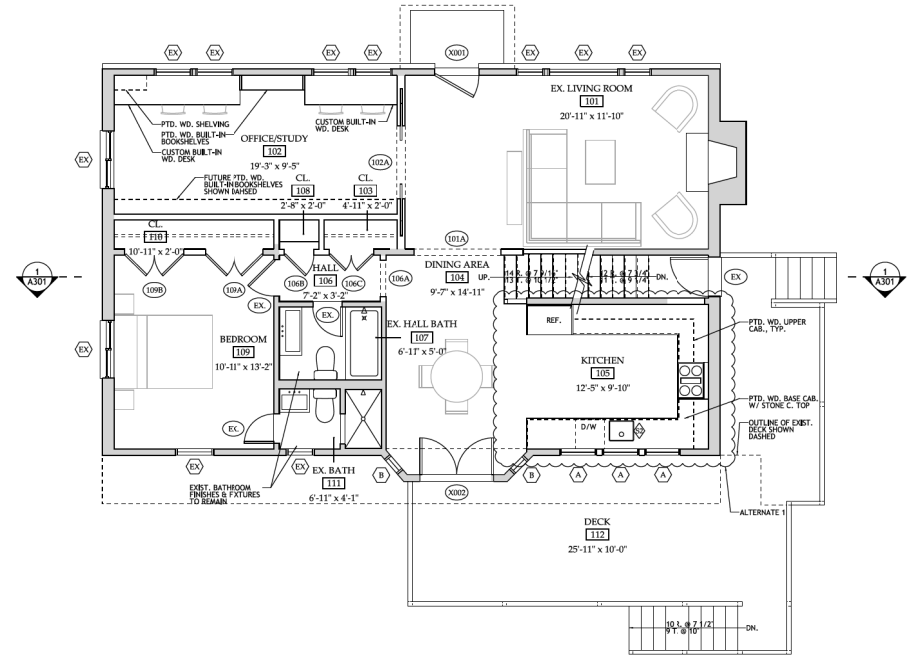 EX
EX
EX
EX
X001
EX
EX
EX
EX. LIVING ROOM
101
20'-11" x 11'-10"
PTD. WD. SHELVING
PTD. WD. BUILT-IN
BOOKSHELVES
CUSTOM BUILT-IN
WD. DESK
CUSTOM BUILT-IN
WD. DESK
OFFICE/STUDY
102
19'-3" x 9'-5"
EX
102A
FUTURE PTD. WD.
BUILT-IN BOOKSHELVES
SHOWN DAHSED
CL.
108
2'-8" x 2'-0"
CL.
103
4'-11" x 2'-0"
CL.
110
10'-11" x 2'-0"
101A
1
A301
109B
109A
106B
106C
106A
HALL
106
7'-2" x 3'-2"
DINING AREA
104
9'-7" x 14'-11"
UP.
DN.
EX
1
A301
EX.
EX.
REF.
EX. HALL BATH
107
6'-11" x 5'-0"
PTD. WD. UPPER
CAB., TYP.
BEDROOM
109
10'-11" x 13'-2"
EX
KITCHEN
105
12'-5" x 9'-10"
PTD. WD. BASE CAB.
W/ STONE C. TOP
OUTLINE OF EXIST.
DECK SHOWN
DASHED
EX.
D/W
EX
EX
EX. BATH
111
6'-11" x 4'-1"
B
X002
B
A
A
A
EXIST. BATHROOM
FINISHES & FIXTURES
TO REMAIN
ALTERNATE 1
DECK
112
25'-11" x 10'-0"
10 R. @ 7 1/2"
9 T. @ 10"
DN.